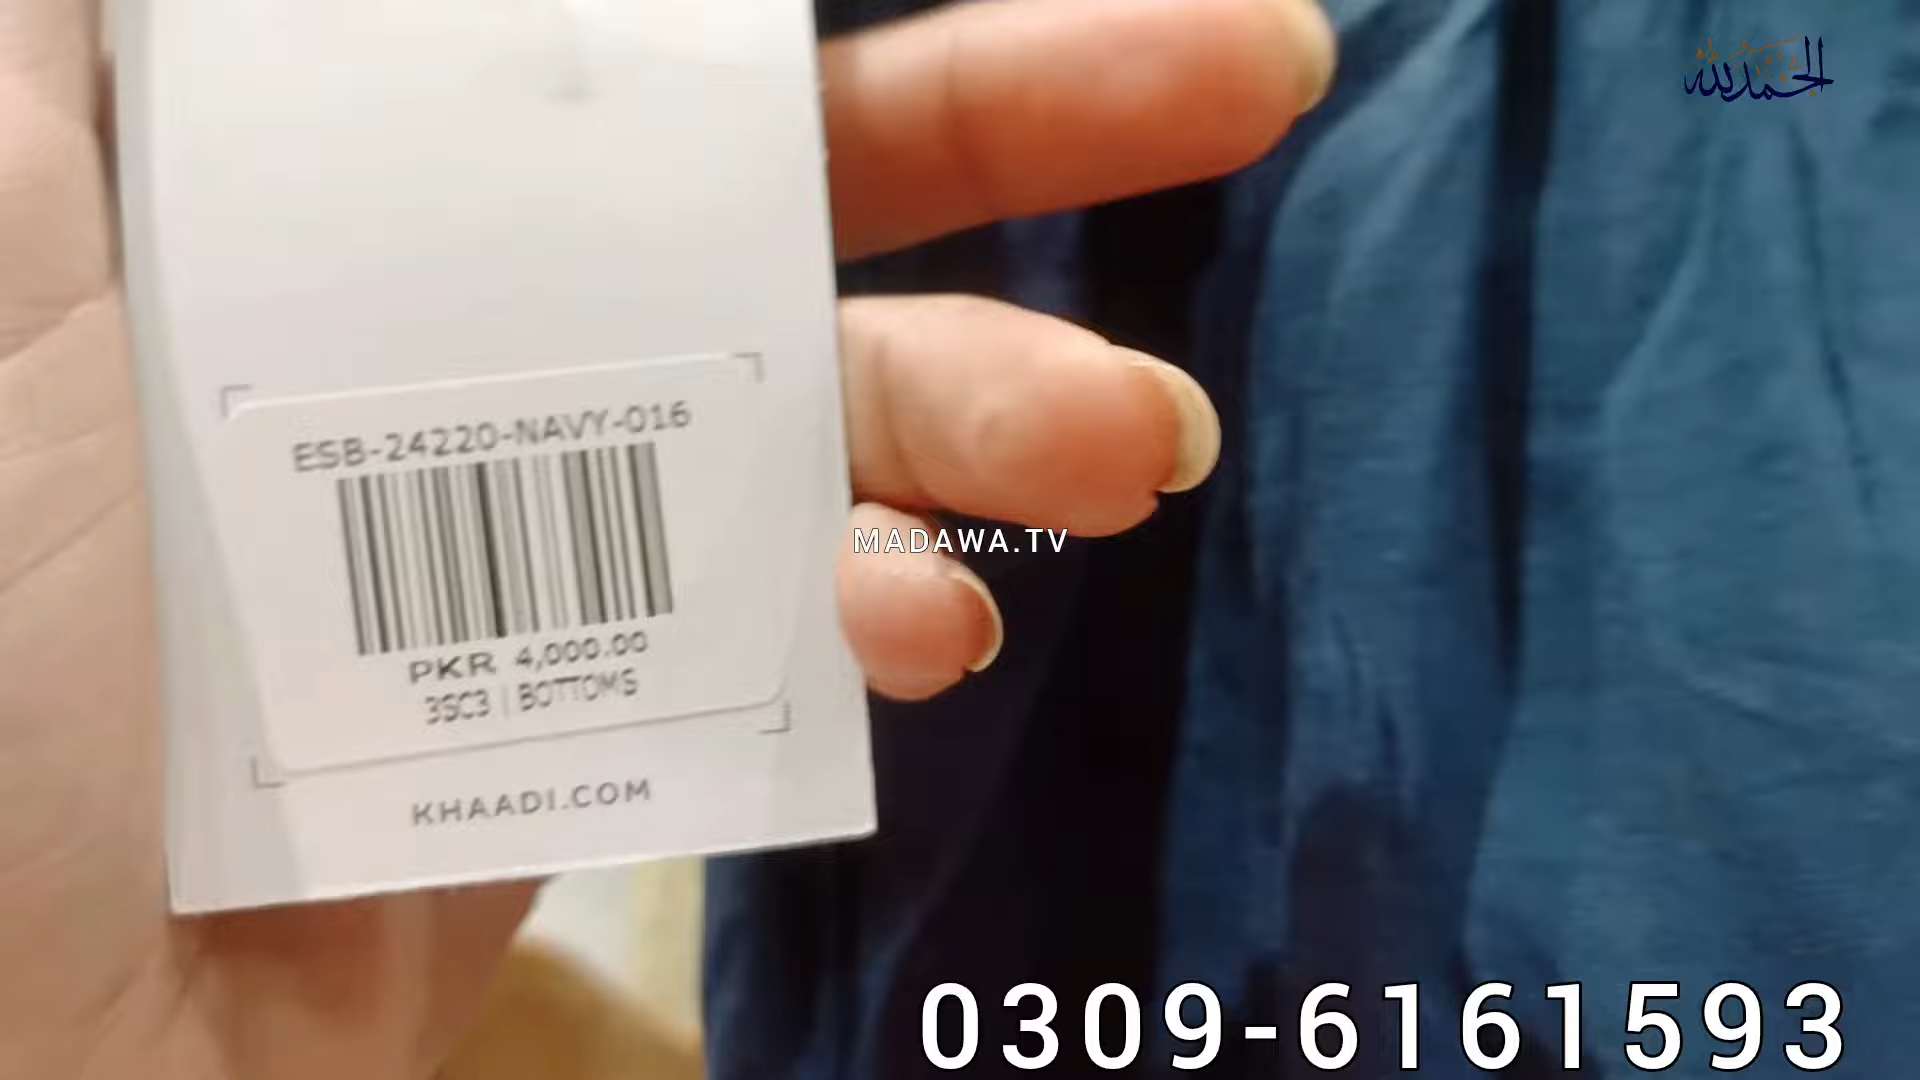 الحمدلله
ESB-24220-NAVY-016
MADAWA.TV
PKR 4,000.00
3SC3 | BOTTOMS
KHAADI.COM
0309-6161593